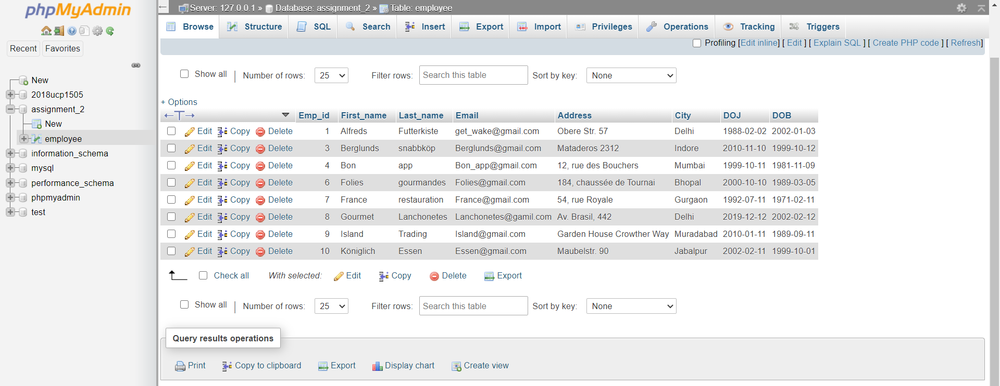 phpMyAdmin
Recent Favorites
New
2018ucp1505
assignment_2
New
employee
information_schema
mysql
performance_schema
phpmyadmin
test
Server: 127.0.0.1 » Database: assignment_2 » Table: employee
Browse Structure SQL Search Insert Export Import Privileges Operations Tracking Triggers
Profiling [Edit inline] [ Edit ] [ Explain SQL ] [ Create PHP code ] [ Refresh]
Show all | Number of rows: 25 Filter rows: Search this table Sort by key: None
+ Options
←T→ Emp_id First_name Last_name Email Address City DOJ DOB
Edit Copy Delete 1 Alfreds Futterkiste get_wake@gmail.com Obere Str. 57 Delhi 1988-02-02 2002-01-03
Edit Copy Delete 3 Berglunds snabbköp Berglunds@gmail.com Mataderos 2312 Indore 2010-11-10 1999-10-12
Edit Copy Delete 4 Bon app Bon_app@gmail.com 12, rue des Bouchers Mumbai 1999-10-11 1981-11-09
Edit Copy Delete 6 Folies gourmandes Folies@gmail.com 184, chaussée de Tournai Bhopal 2000-10-10 1989-03-05
Edit Copy Delete 7 France restauration France@gmail.com 54, rue Royale Gurgaon 1992-07-11 1971-02-11
Edit Copy Delete 8 Gourmet Lanchonetes Lanchonetes@gamil.com Av. Brasil, 442 Delhi 2019-12-12 2002-02-12
Edit Copy Delete 9 Island Trading Island@gmail.com Garden House Crowther Way Muradabad 2010-01-11 1989-09-11
Edit Copy Delete 10 Königlich Essen Essen@gmail.com Maubelstr. 90 Jabalpur 2002-02-11 1999-10-01
Check all With selected: Edit Copy Delete Export
Show all | Number of rows: 25 Filter rows: Search this table Sort by key: None
Query results operations
Print Copy to clipboard Export Display chart Create view